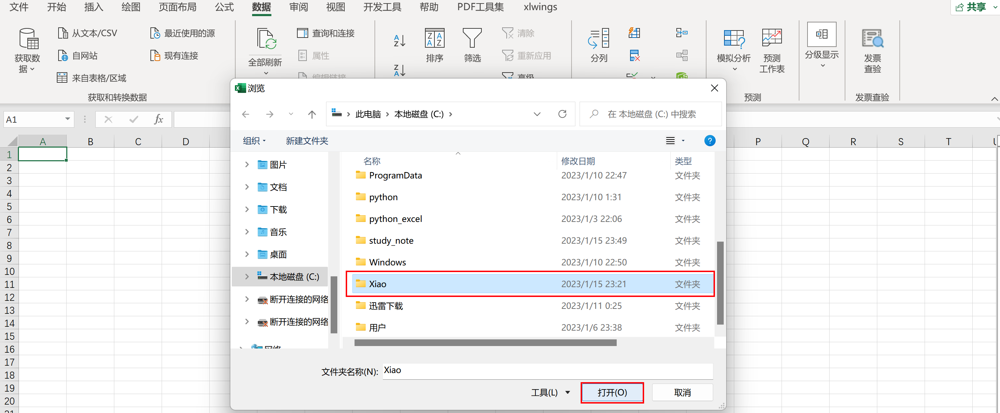 文件 开始 插入 绘图 页面布局 公式 数据 审阅 视图 开发工具 帮助 PDF工具集 xlwings 共享
从文本/CSV 最近使用的源 查询和连接 清除
自网站 现有连接 属性 重新应用
获取数据 全部刷新 排序 筛选 分列 模拟分析 预测工作表 分级显示 发票查验
来自表格/区域 编辑链接 高级
获取和转换数据 预测 发票查验
A1 fx
A B C D P Q R S T
1
2
3
4
5
6
7
8
9
10
11
12
13
14
15
16
17
18
19
20
21
浏览
此电脑 本地磁盘 (C:) 在 本地磁盘 (C:) 中搜索
组织 新建文件夹
图片
文档
下载
音乐
桌面
本地磁盘 (C:)
断开连接的网络
断开连接的网络
网络
名称 修改日期 类型
ProgramData 2023/1/10 22:47 文件夹
python 2023/1/10 1:31 文件夹
python_excel 2023/1/3 22:06 文件夹
study_note 2023/1/15 23:49 文件夹
Windows 2023/1/10 22:50 文件夹
Xiao 2023/1/15 23:21 文件夹
迅雷下载 2023/1/11 0:25 文件夹
用户 2023/1/6 23:38 文件夹
文件夹名称(N): Xiao
工具(L) 打开(O) 取消